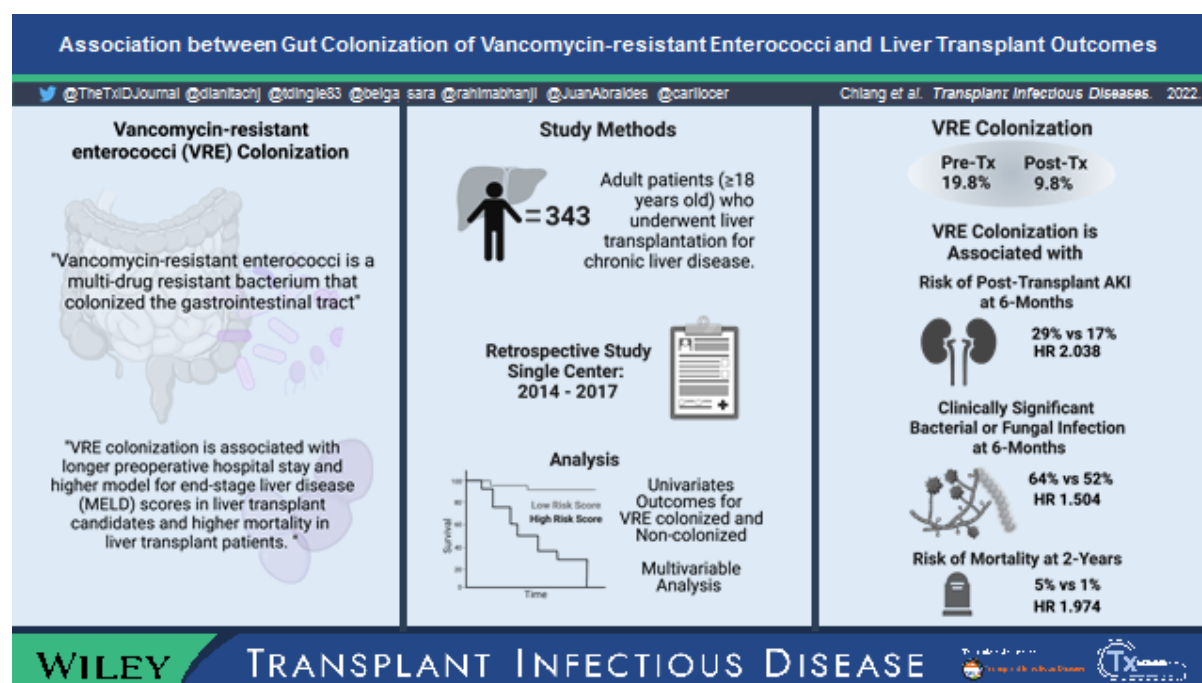 Association between Gut Colonization of Vancomycin-resistant Enterococci and Liver Transplant Outcomes
@TheTxIDJournal @dianitachj @tdingle83 @belga sara @rahimabhanji @JuanAbraldes @carllocer
Chiang et al. Transplant Infectious Diseases. 2022.
Vancomycin-resistant
enterococci (VRE) Colonization
"Vancomycin-resistant enterococci is a
multi-drug resistant bacterium that
colonized the gastrointestinal tract"
"VRE colonization is associated with
longer preoperative hospital stay and
higher model for end-stage liver disease
(MELD) scores in liver transplant
candidates and higher mortality in
liver transplant patients. "
Study Methods
=343
Adult patients (≥18
years old) who
underwent liver
transplantation for
chronic liver disease.
Retrospective Study
Single Center:
2014 - 2017
Analysis
100
80
60
40
20
0
Survival
Low Risk Score
High Risk Score
Time
Univariates
Outcomes for
VRE colonized and
Non-colonized
Multivariable
Analysis
VRE Colonization
Pre-Tx Post-Tx
19.8% 9.8%
VRE Colonization is
Associated with
Risk of Post-Transplant AKI
at 6-Months
29% vs 17%
HR 2.038
Clinically Significant
Bacterial or Fungal Infection
at 6-Months
64% vs 52%
HR 1.504
Risk of Mortality at 2-Years
5% vs 1%
HR 1.974
WILEY
TRANSPLANT INFECTIOUS DISEASE
Tx